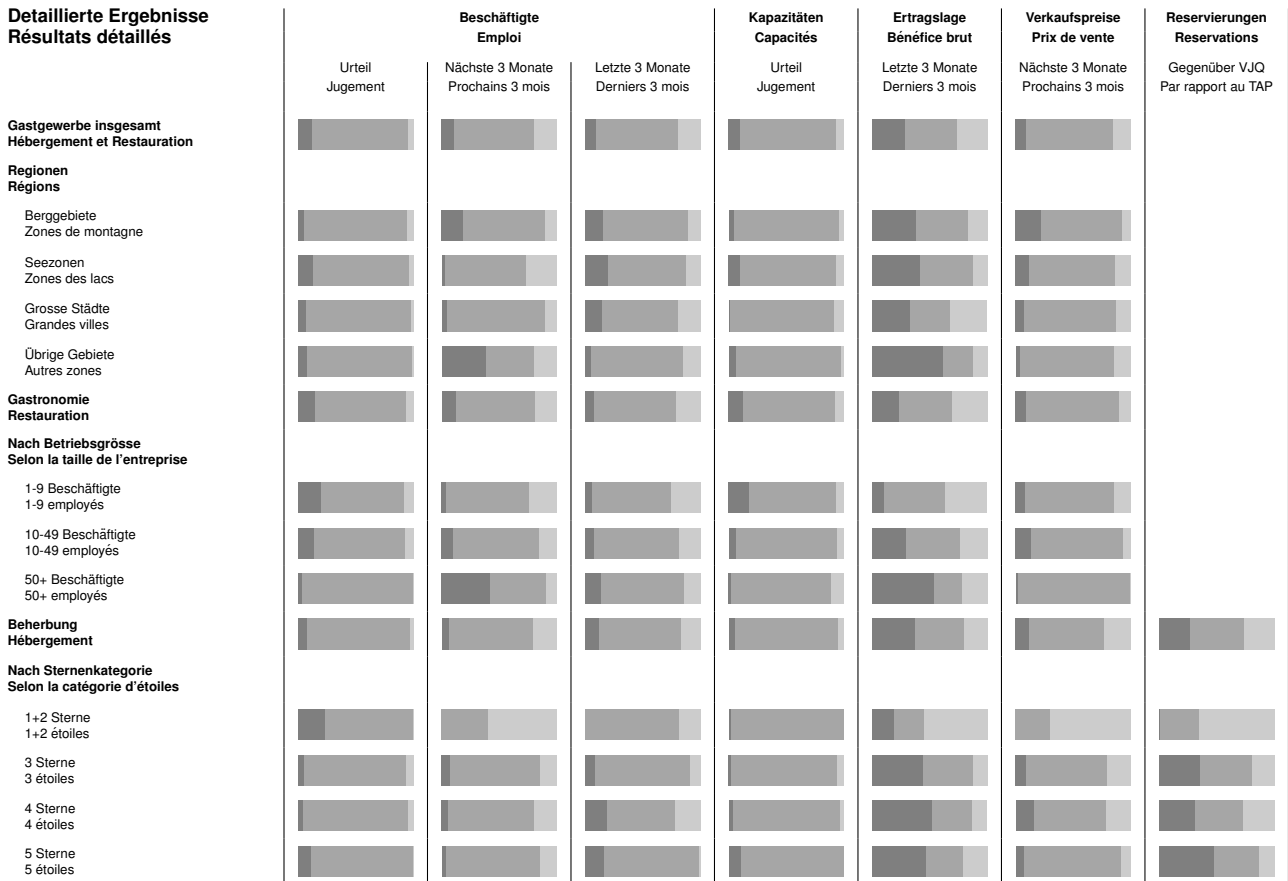 Detaillierte Ergebnisse
Résultats détaillés
Beschäftigte
Emploi
Kapazitäten
Capacités
Ertragslage
Bénéfice brut
Verkaufspreise
Prix de vente
Reservierungen
Reservations
Urteil
Jugement
Nächste 3 Monate
Prochains 3 mois
Letzte 3 Monate
Derniers 3 mois
Urteil
Jugement
Letzte 3 Monate
Derniers 3 mois
Nächste 3 Monate
Prochains 3 mois
Gegenüber VJQ
Par rapport au TAP
Gastgewerbe insgesamt
Hébergement et Restauration
Regionen
Régions
Berggebiete
Zones de montagne
Seezonen
Zones des lacs
Grosse Städte
Grandes villes
Übrige Gebiete
Autres zones
Gastronomie
Restauration
Nach Betriebsgrösse
Selon la taille de l'entreprise
1-9 Beschäftigte
1-9 employés
10-49 Beschäftigte
10-49 employés
50+ Beschäftigte
50+ employés
Beherbung
Hébergement
Nach Sternenkategorie
Selon la catégorie d'étoiles
1+2 Sterne
1+2 étoiles
3 Sterne
3 étoiles
4 Sterne
4 étoiles
5 Sterne
5 étoiles